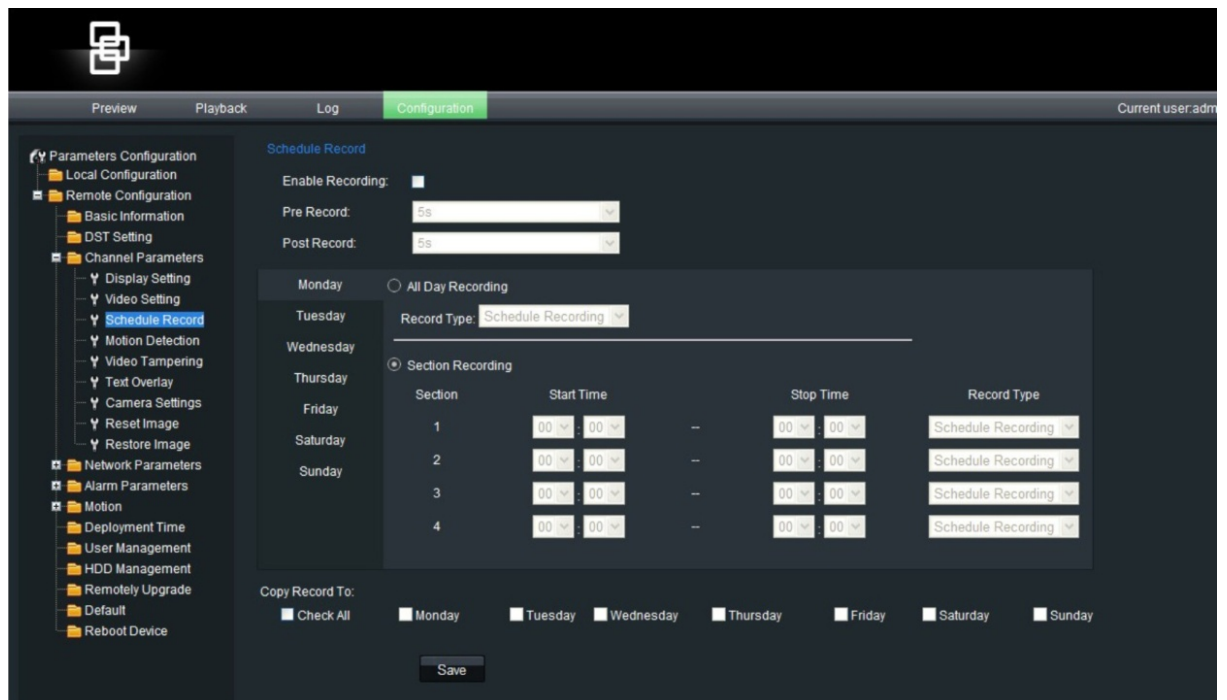 Preview Playback Log Configuration Current user:adm
Parameters Configuration
Local Configuration
Remote Configuration
Basic Information
DST Setting
Channel Parameters
Display Setting
Video Setting
Schedule Record
Motion Detection
Video Tampering
Text Overlay
Camera Settings
Reset Image
Restore Image
Network Parameters
Alarm Parameters
Motion
Deployment Time
User Management
HDD Management
Remotely Upgrade
Default
Reboot Device
Schedule Record
Enable Recording:
Pre Record: 5s
Post Record: 5s
Monday
Tuesday
Wednesday
Thursday
Friday
Saturday
Sunday
All Day Recording
Record Type: Schedule Recording
Section Recording
Section Start Time Stop Time Record Type
1 00 : 00 -- 00 : 00 Schedule Recording
2 00 : 00 -- 00 : 00 Schedule Recording
3 00 : 00 -- 00 : 00 Schedule Recording
4 00 : 00 -- 00 : 00 Schedule Recording
Copy Record To:
Check All Monday Tuesday Wednesday Thursday Friday Saturday Sunday
Save